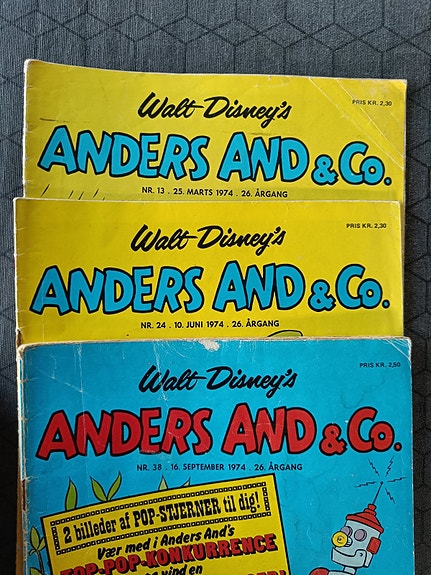 Walt Disney's
PRIS KR. 2,30
ANDERS AND & Co.
NR. 13 . 25. MARTS 1974 . 26. ÅRGANG
Walt Disney's
PRIS KR. 2,30
ANDERS AND & Co.
NR. 24 . 10. JUNI 1974 . 26. ÅRGANG
Walt Disney's
PRIS KR. 2,50
ANDERS AND & Co.
NR. 38 . 16. SEPTEMBER 1974 . 26. ÅRGANG
2 billeder af POP-STJERNER til dig!
Vær med i Anders And's
POP-KONKURRENCE
vind en